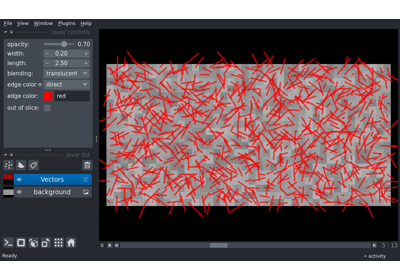 File View Window Plugins Help
layer controls
opacity: 0.70
width: 0.20
length: 2.50
blending: translucent
edge color m direct
edge color: red
out of slice:
layer list
Vectors
background
0 5 13
Ready
activity